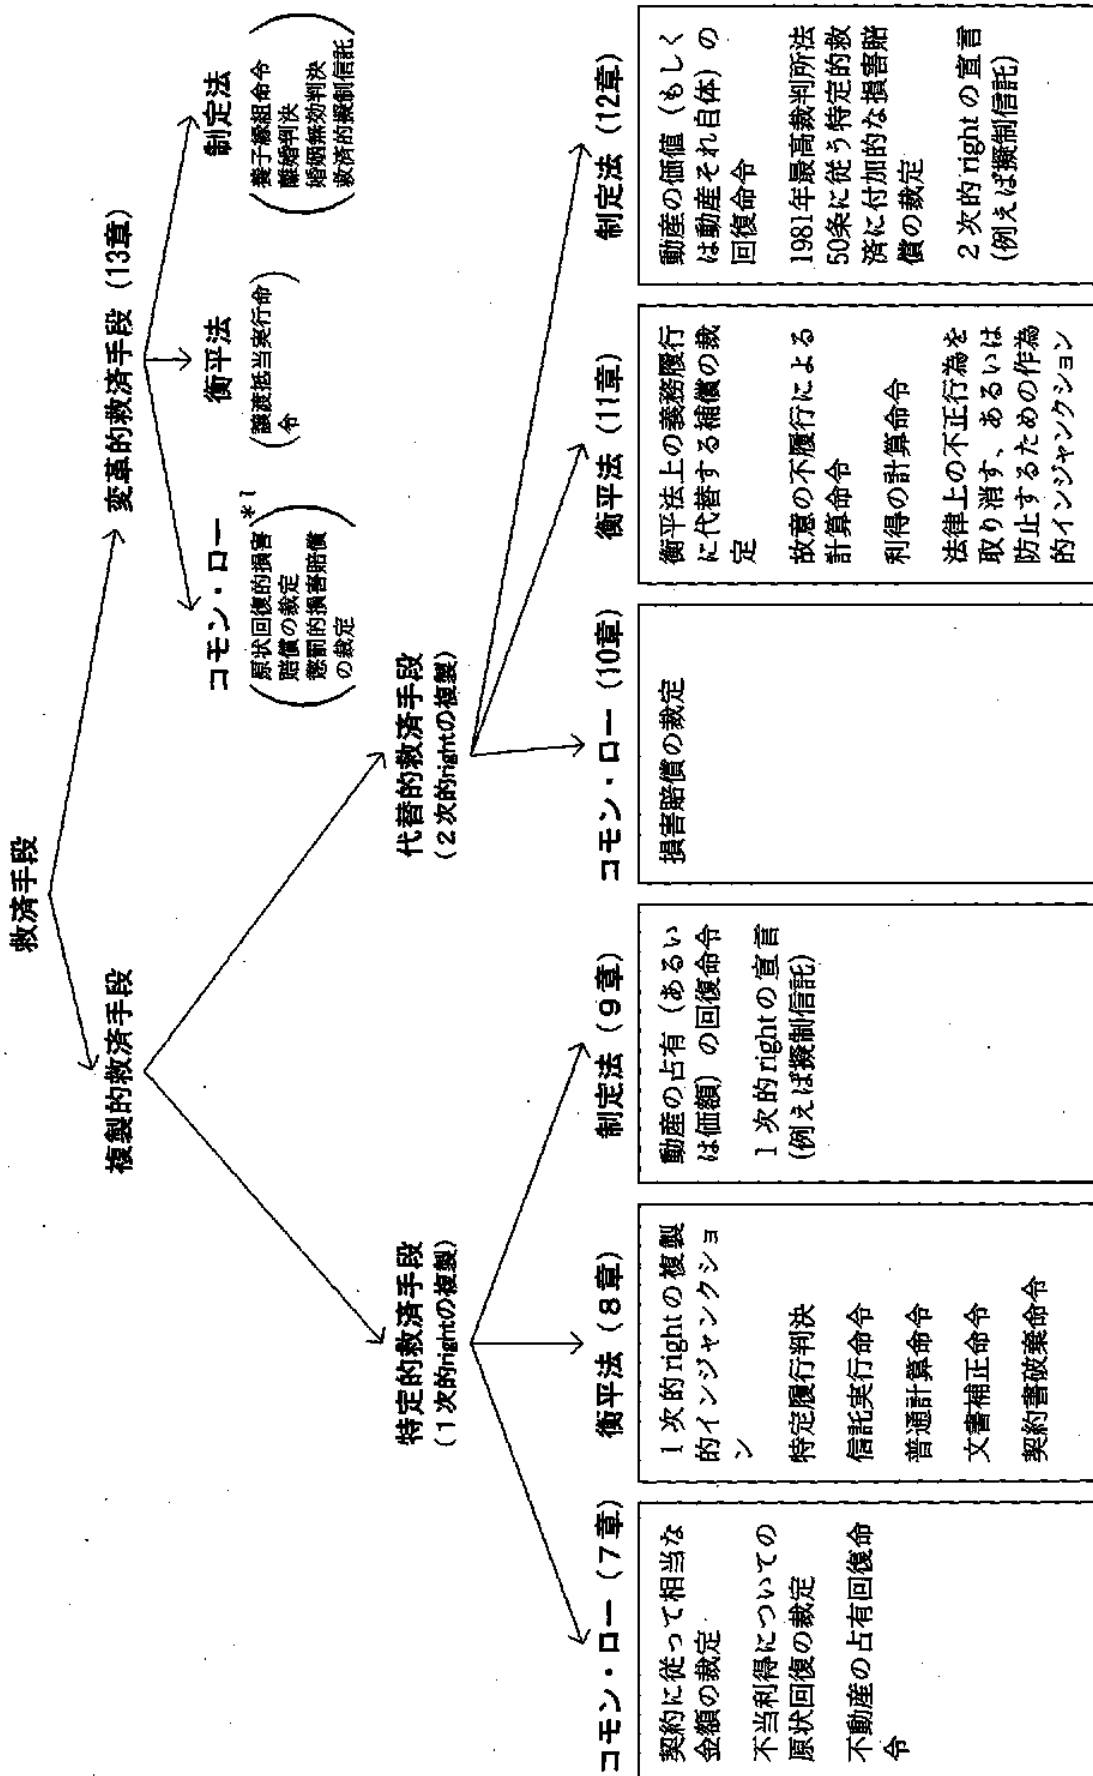 救済手段
複製的救済手段
変革的救済手段（13章）
コモン・ロー
原状回復的損害*1
賠償の裁定
懲罰的損害賠償
の裁定
衡平法
譲渡抵当実行命
令
制定法
養子縁組命令
離婚判決
婚姻無効判決
救済的擬制信託
特定的救済手段
（1次的rightの複製）
代替的救済手段
（2次的rightの複製）
コモン・ロー（7章）
契約に従って相当な
金額の裁定
不当利得についての
原状回復の裁定
不動産の占有回復命
令
衡平法（8章）
1次的rightの複製
的インジャンクショ
ン
特定履行判決
信託実行命令
普通計算命令
文書補正命令
契約書破棄命令
制定法（9章）
動産の占有（あるい
は価額）の回復命令
1次的rightの宣言
（例えば擬制信託）
コモン・ロー（10章）
損害賠償の裁定
衡平法（11章）
衡平法上の義務履行
に代替する補償の裁
定
故意の不履行による
計算命令
利得の計算命令
法律上の不正行為を
取り消す、あるいは
防止するための作為
的インジャンクション
制定法（12章）
動産の価値（もしく
は動産それ自体）の
回復命令
1981年最高裁判所法
50条に従う特定的救
済に付加的な損害賠
償の裁定
2次的rightの宣言
（例えば擬制信託）